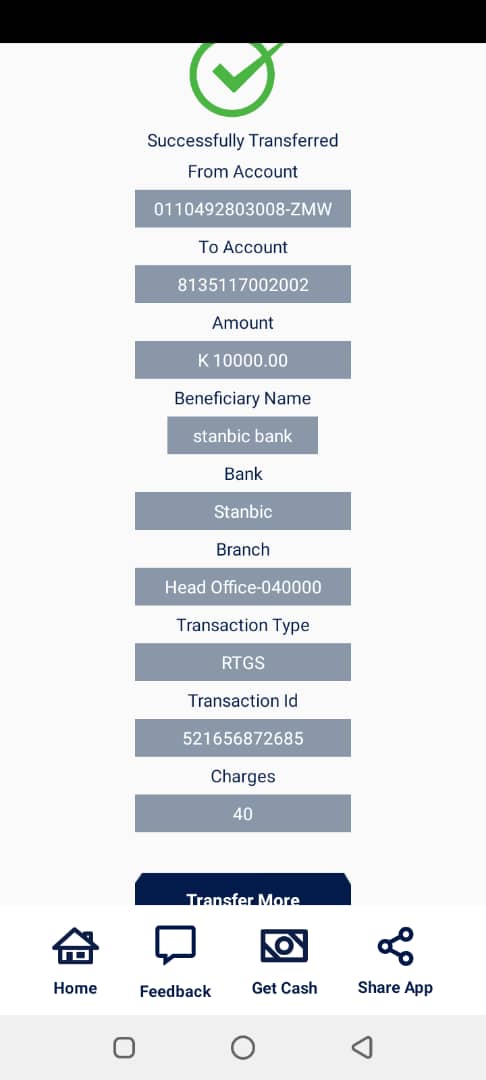 Successfully Transferred
From Account
0110492803008-ZMW
To Account
8135117002002
Amount
K 10000.00
Beneficiary Name
stanbic bank
Bank
Stanbic
Branch
Head Office-040000
Transaction Type
RTGS
Transaction Id
521656872685
Charges
40
Transfer More
Home
Feedback
Get Cash
Share App